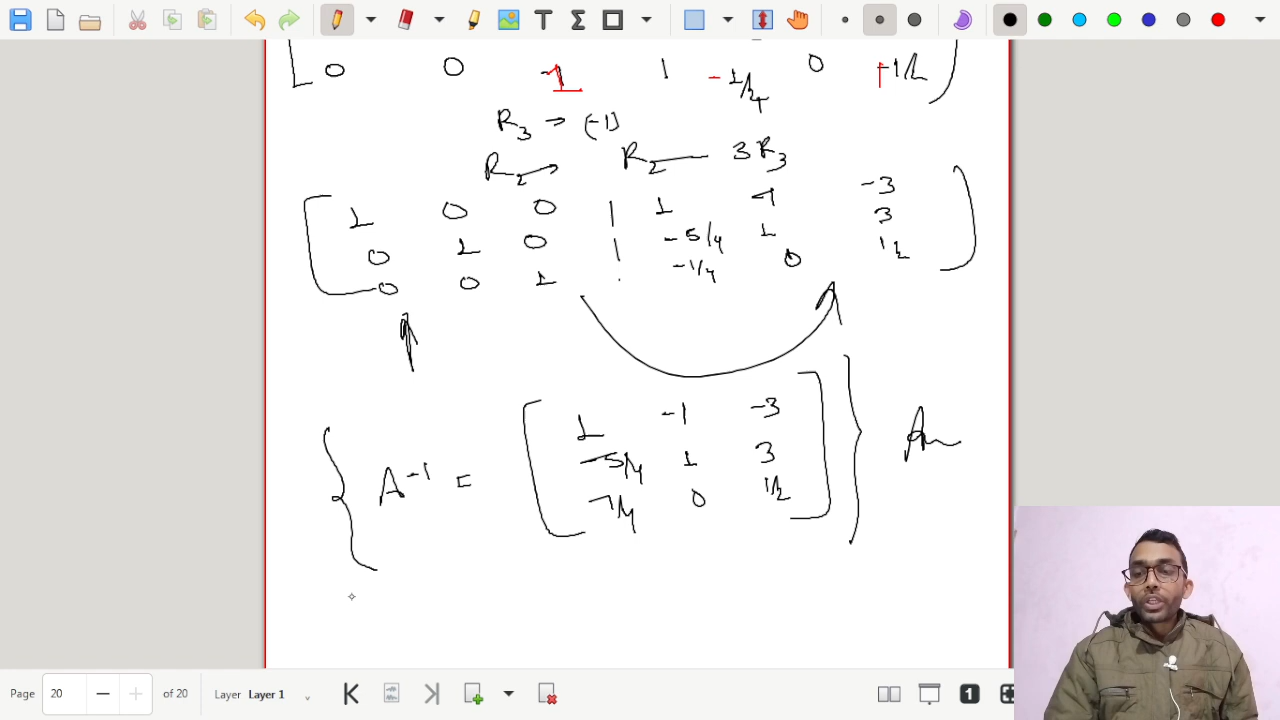 0 0 1 1 -1/4 0 -1/2
R3 → (-1)
R2 → R2 — 3R3
1 0 0 | 1 -1 -3
0 1 0 | -5/4 1 3
0 0 1 | -1/4 0 1/2
A-1 = 1 -1 -3
-5/4 1 3
-1/4 0 1/2
Page 20 of 20 Layer Layer 1 1